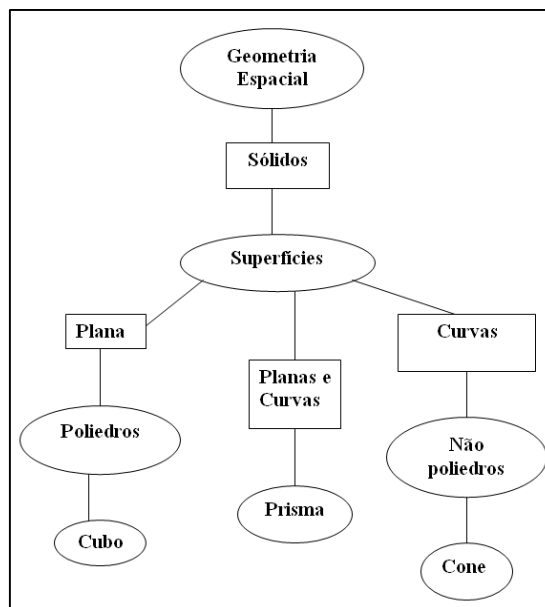 Geometria
Espacial
Sólidos
Superfícies
Plana
Curvas
Planas e
Curvas
Poliedros
Não
poliedros
Prisma
Cubo
Cone